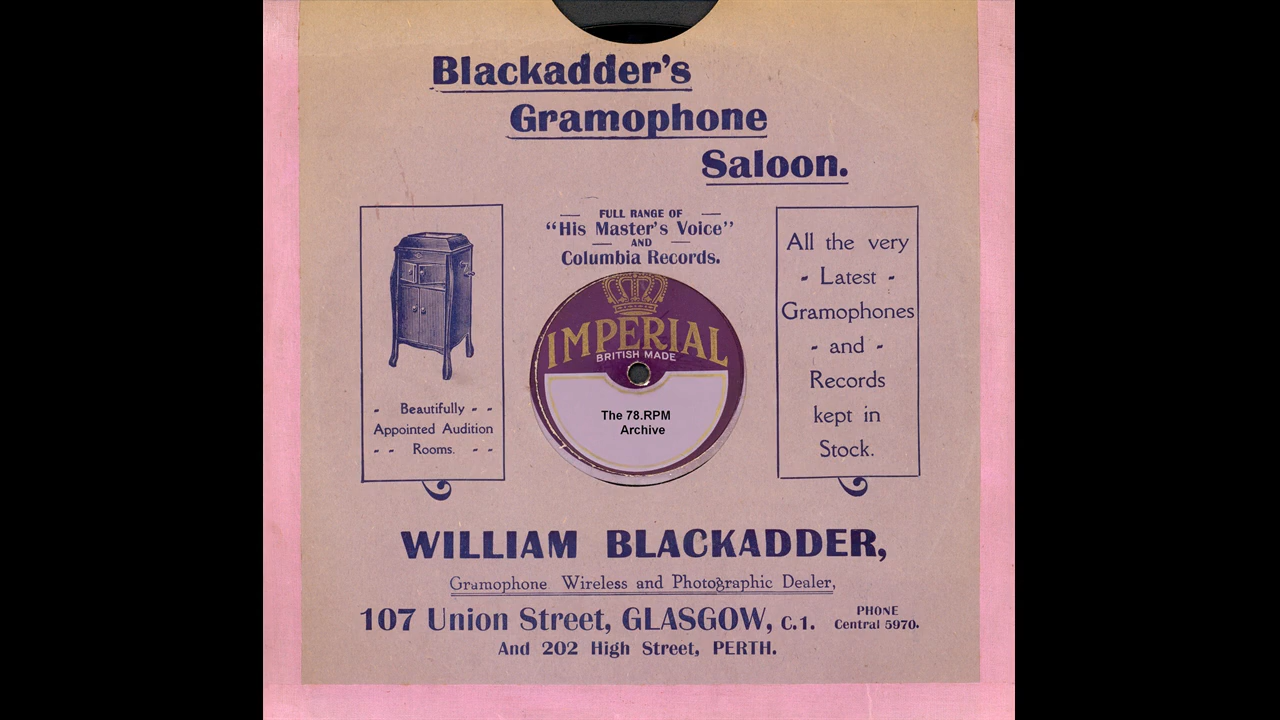 Blackadder's
Gramophone
Saloon.
FULL RANGE OF
"His Master's Voice"
AND
Columbia Records.
- Beautifully - -
Appointed Audition
- - Rooms. - -
IMPERIAL
BRITISH MADE
The 78.RPM
Archive
All the very
- Latest -
Gramophones
- and -
Records
kept in
Stock.
WILLIAM BLACKADDER,
Gramophone Wireless and Photographic Dealer,
107 Union Street, GLASGOW, C.1.
PHONE
Central 5970.
And 202 High Street, PERTH.